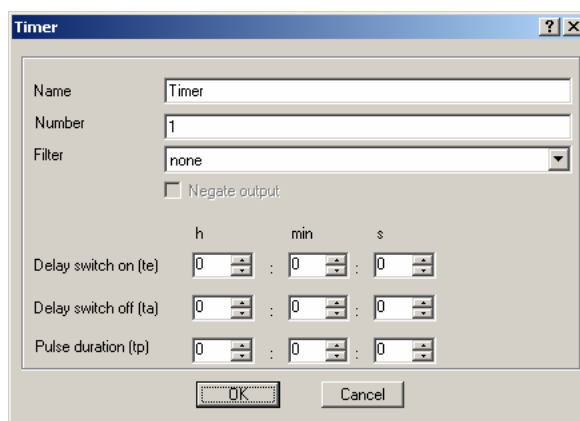 Timer
Name Timer
Number 1
Filter none
Negate output
h min s
Delay switch on (te) 0 : 0 : 0
Delay switch off (ta) 0 : 0 : 0
Pulse duration (tp) 0 : 0 : 0
OK Cancel